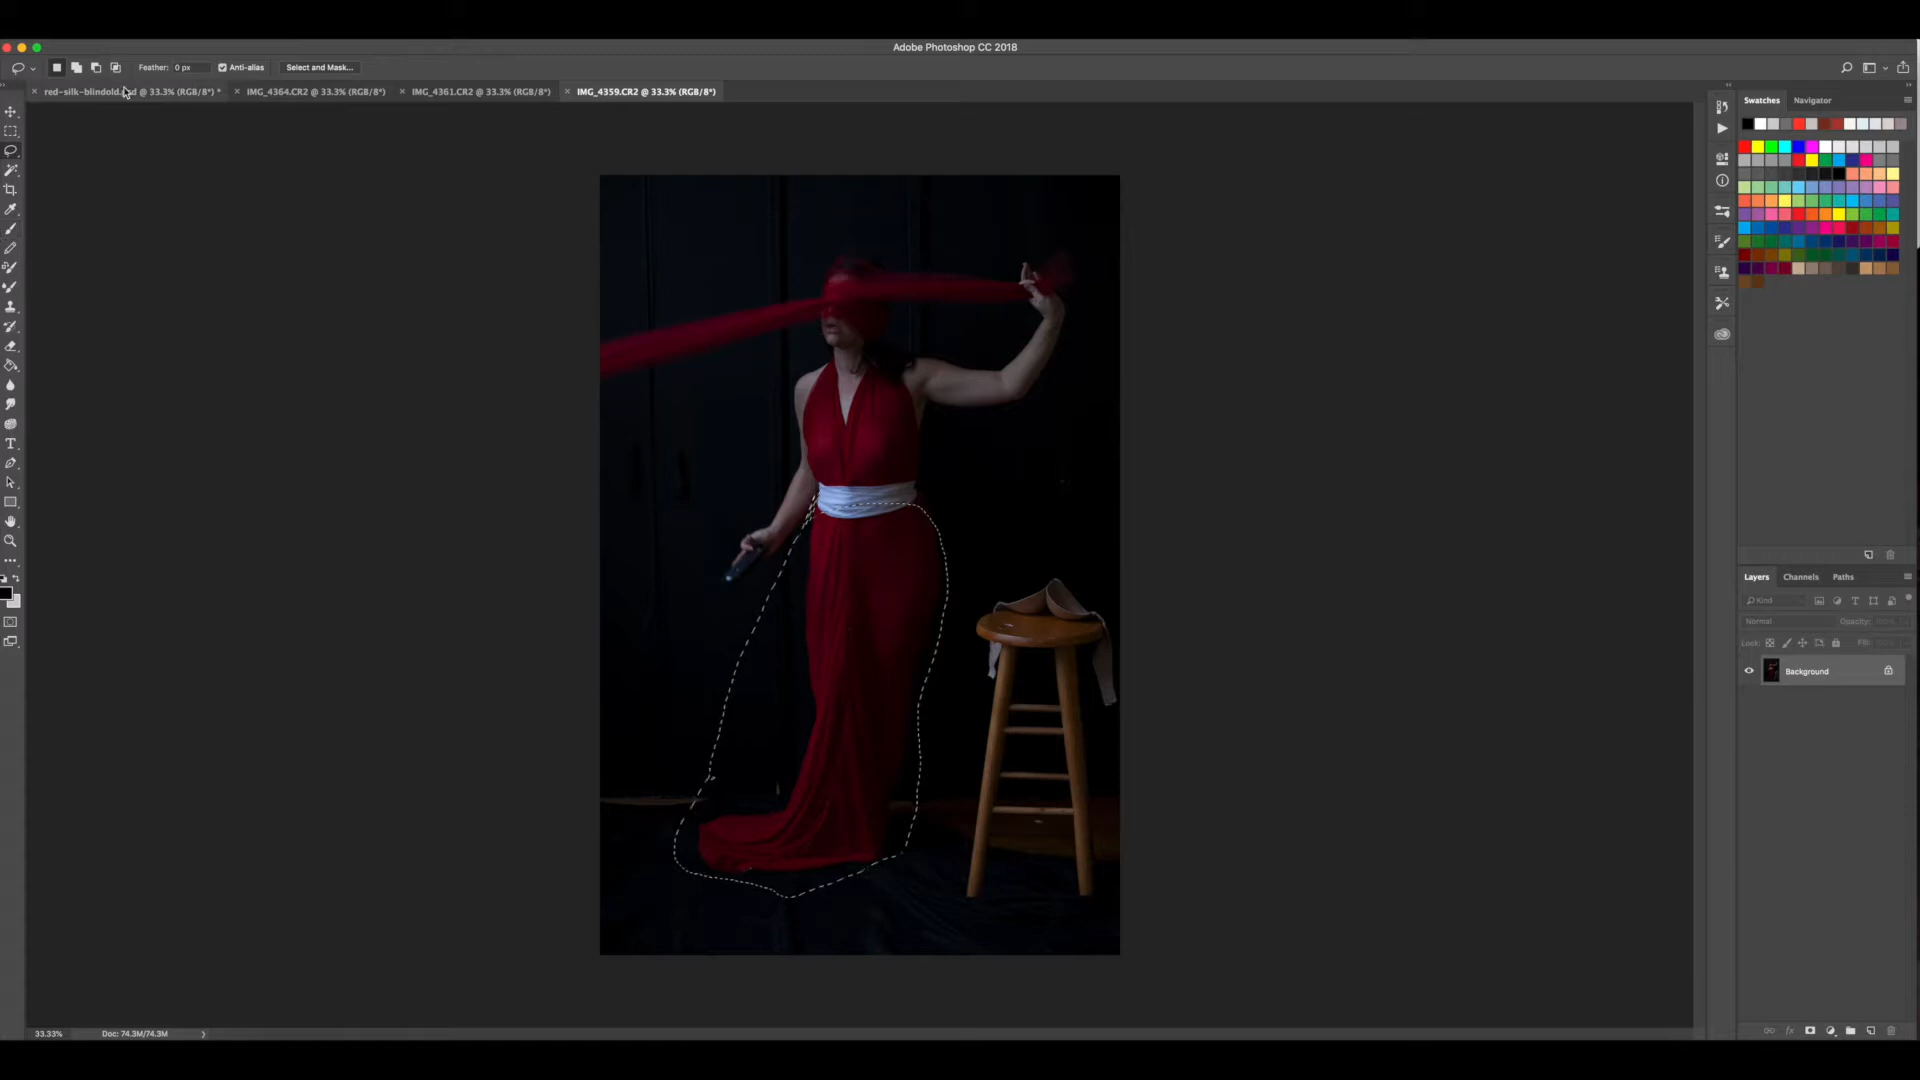 Adobe Photoshop CC 2018
Feather: 0 px Anti-alias Select and Mask...
red-silk-blindold. @ 33.3% (RGB/8*) * IMG_4364.CR2 @ 33.3% (RGB/8*) IMG_4361.CR2 @ 33.3% (RGB/8*) IMG_4359.CR2 @ 33.3% (RGB/8*)
Swatches Navigator
Layers Channels Paths
Kind
Normal Opacity: 100%
Lock: Fill:
Background
33.33% Doc: 74.3M/74.3M